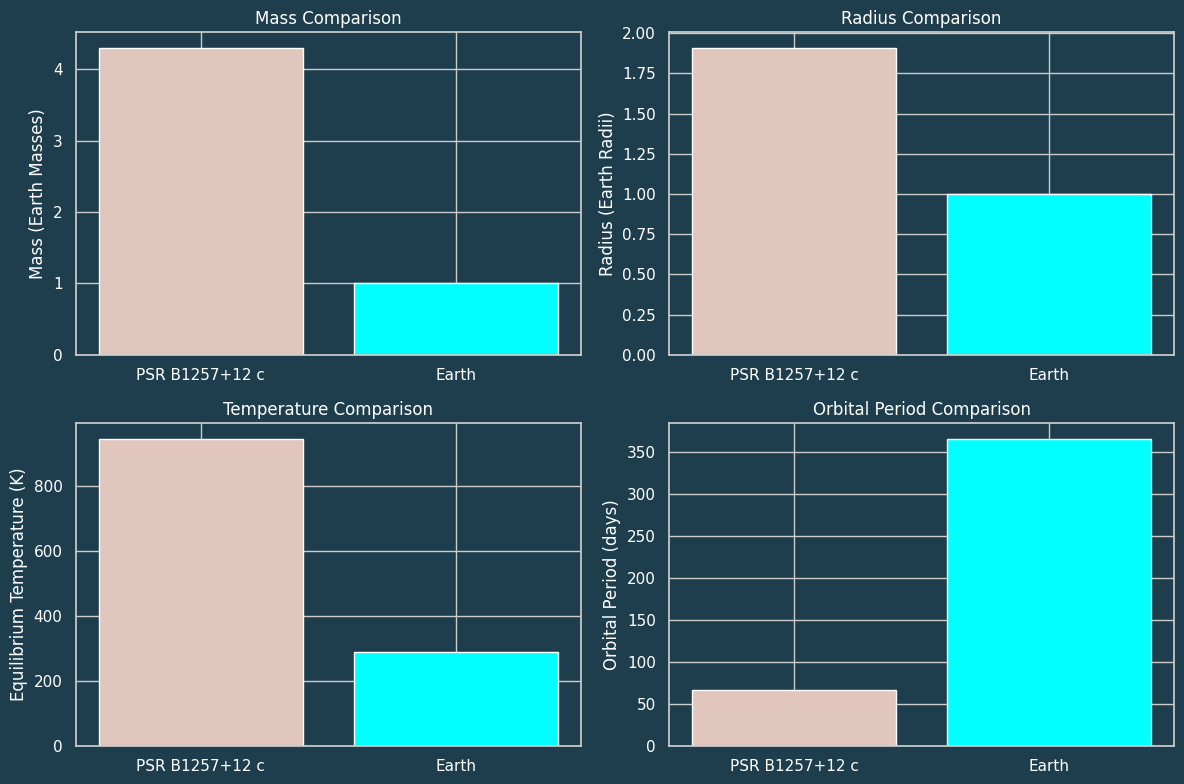 Mass Comparison
Mass (Earth Masses)
4
3
2
1
0
PSR B1257+12 c
Earth
Radius Comparison
Radius (Earth Radii)
2.00
1.75
1.50
1.25
1.00
0.75
0.50
0.25
0.00
PSR B1257+12 c
Earth
Temperature Comparison
Equilibrium Temperature (K)
800
600
400
200
0
PSR B1257+12 c
Earth
Orbital Period Comparison
Orbital Period (days)
350
300
250
200
150
100
50
0
PSR B1257+12 c
Earth